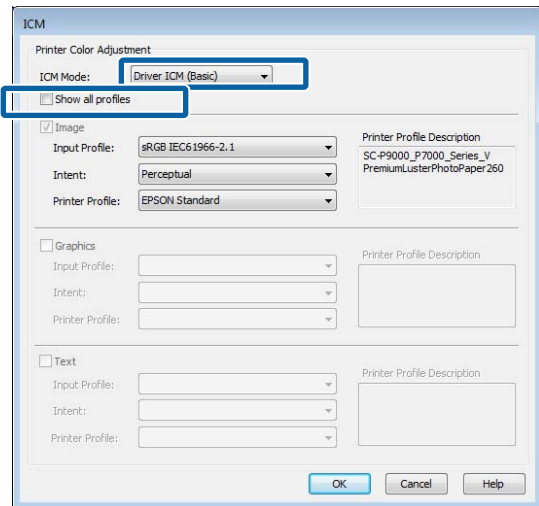 ICM
Printer Color Adjustment
ICM Mode: Driver ICM (Basic)
Show all profiles
Image
Input Profile: sRGB IEC61966-2.1
Intent: Perceptual
Printer Profile: EPSON Standard
Printer Profile Description
SC-P9000_P7000_Series_V
PremiumLusterPhotoPaper260
Graphics
Input Profile:
Intent:
Printer Profile:
Printer Profile Description
Text
Input Profile:
Intent:
Printer Profile:
Printer Profile Description
OK Cancel Help